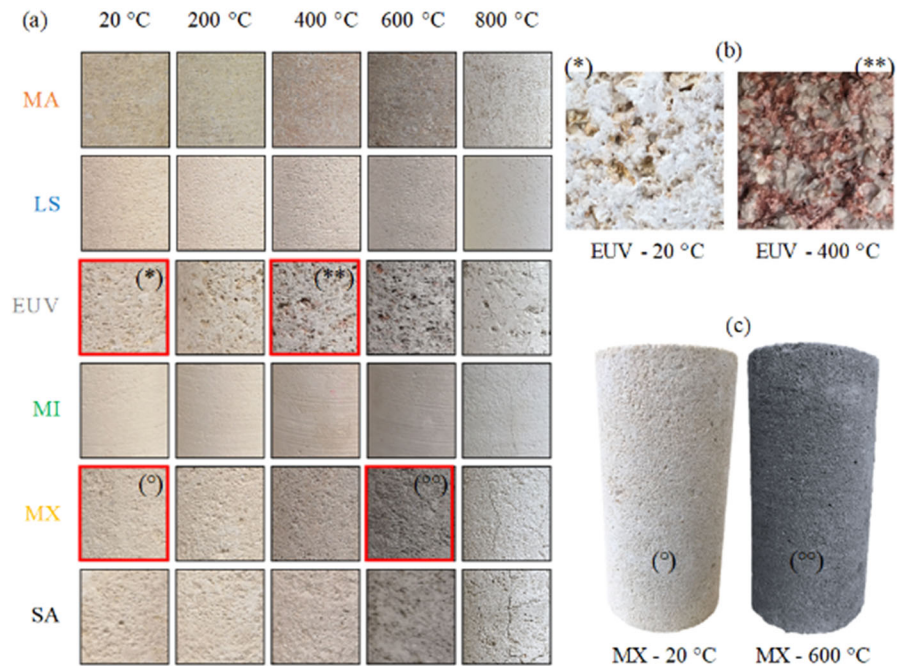 (a) 20 °C 200 °C 400 °C 600 °C 800 °C
MA
LS
EUV (*) (**)
MI
MX (°) (°°)
SA
(b)
(*) (**)
EUV - 20 °C EUV - 400 °C
(c)
(°) (°°)
MX - 20 °C MX - 600 °C